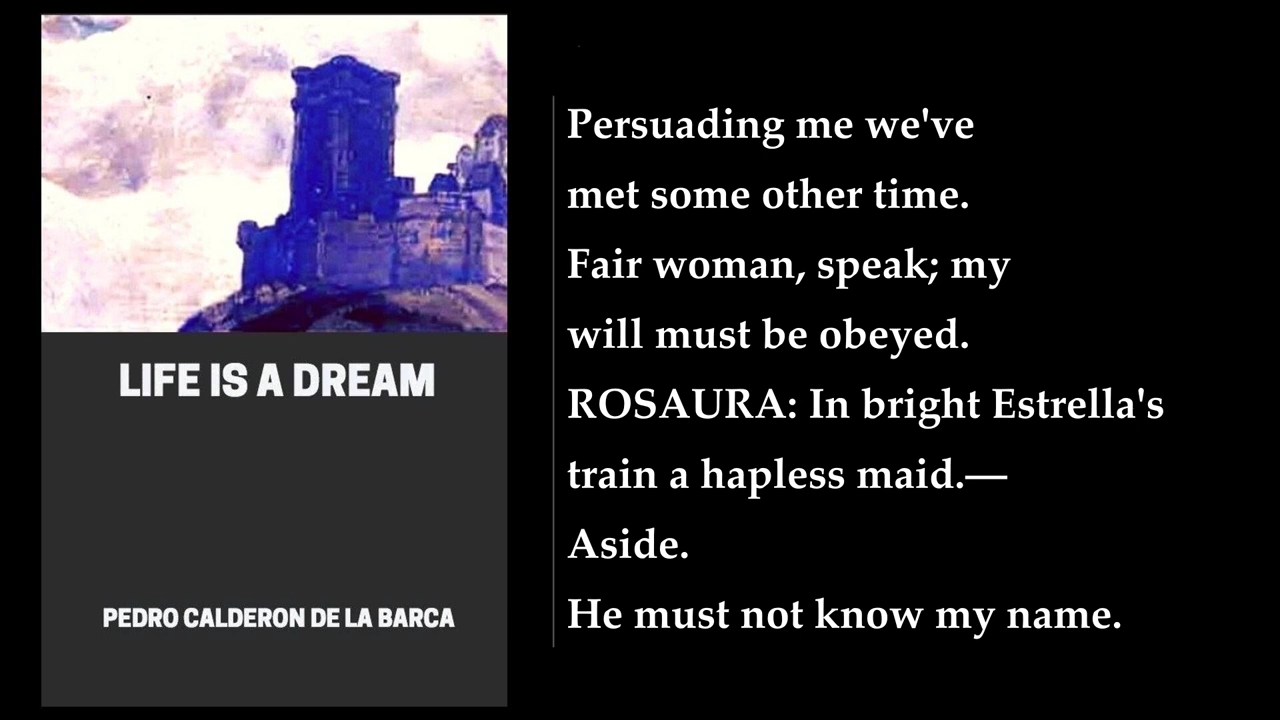 LIFE IS A DREAM
PEDRO CALDERON DE LA BARCA
Persuading me we've
met some other time.
Fair woman, speak; my
will must be obeyed.
ROSAURA: In bright Estrella's
train a hapless maid.—
Aside.
He must not know my name.